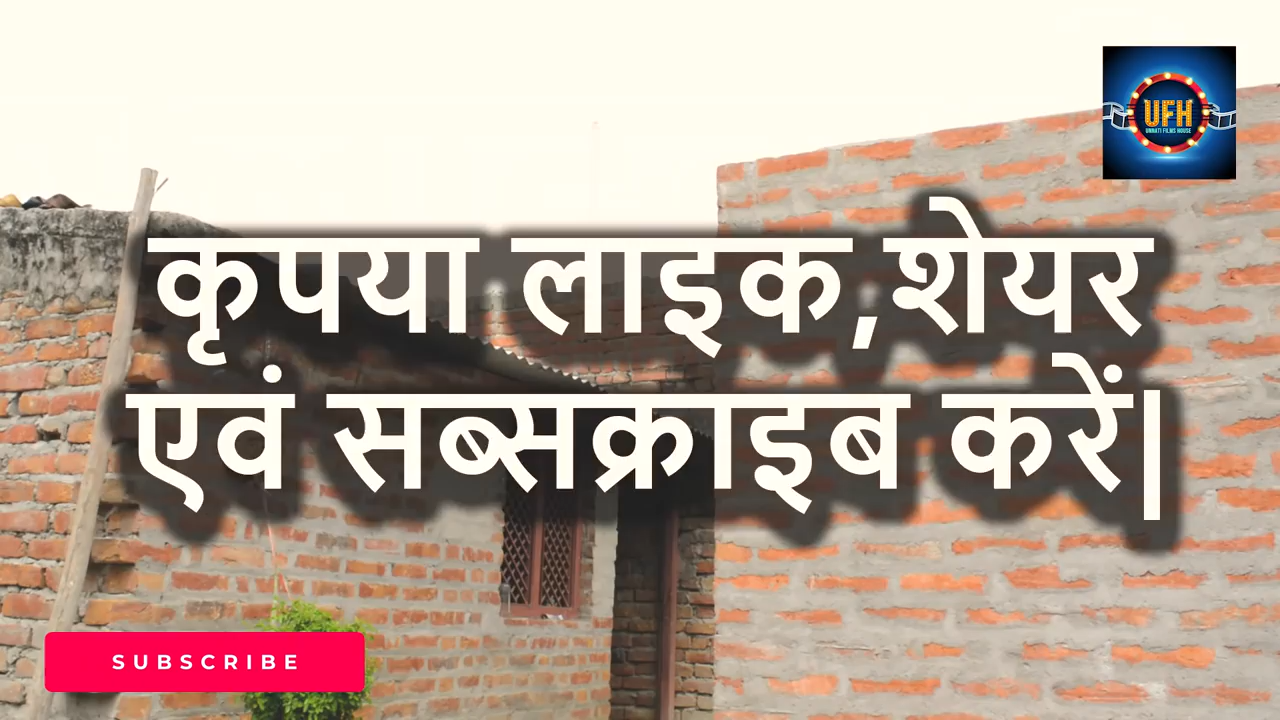 UFH
UNNATI FILMS HOUSE
कृपया लाइक,शेयर
एवं सब्सक्राइब करें|
SUBSCRIBE